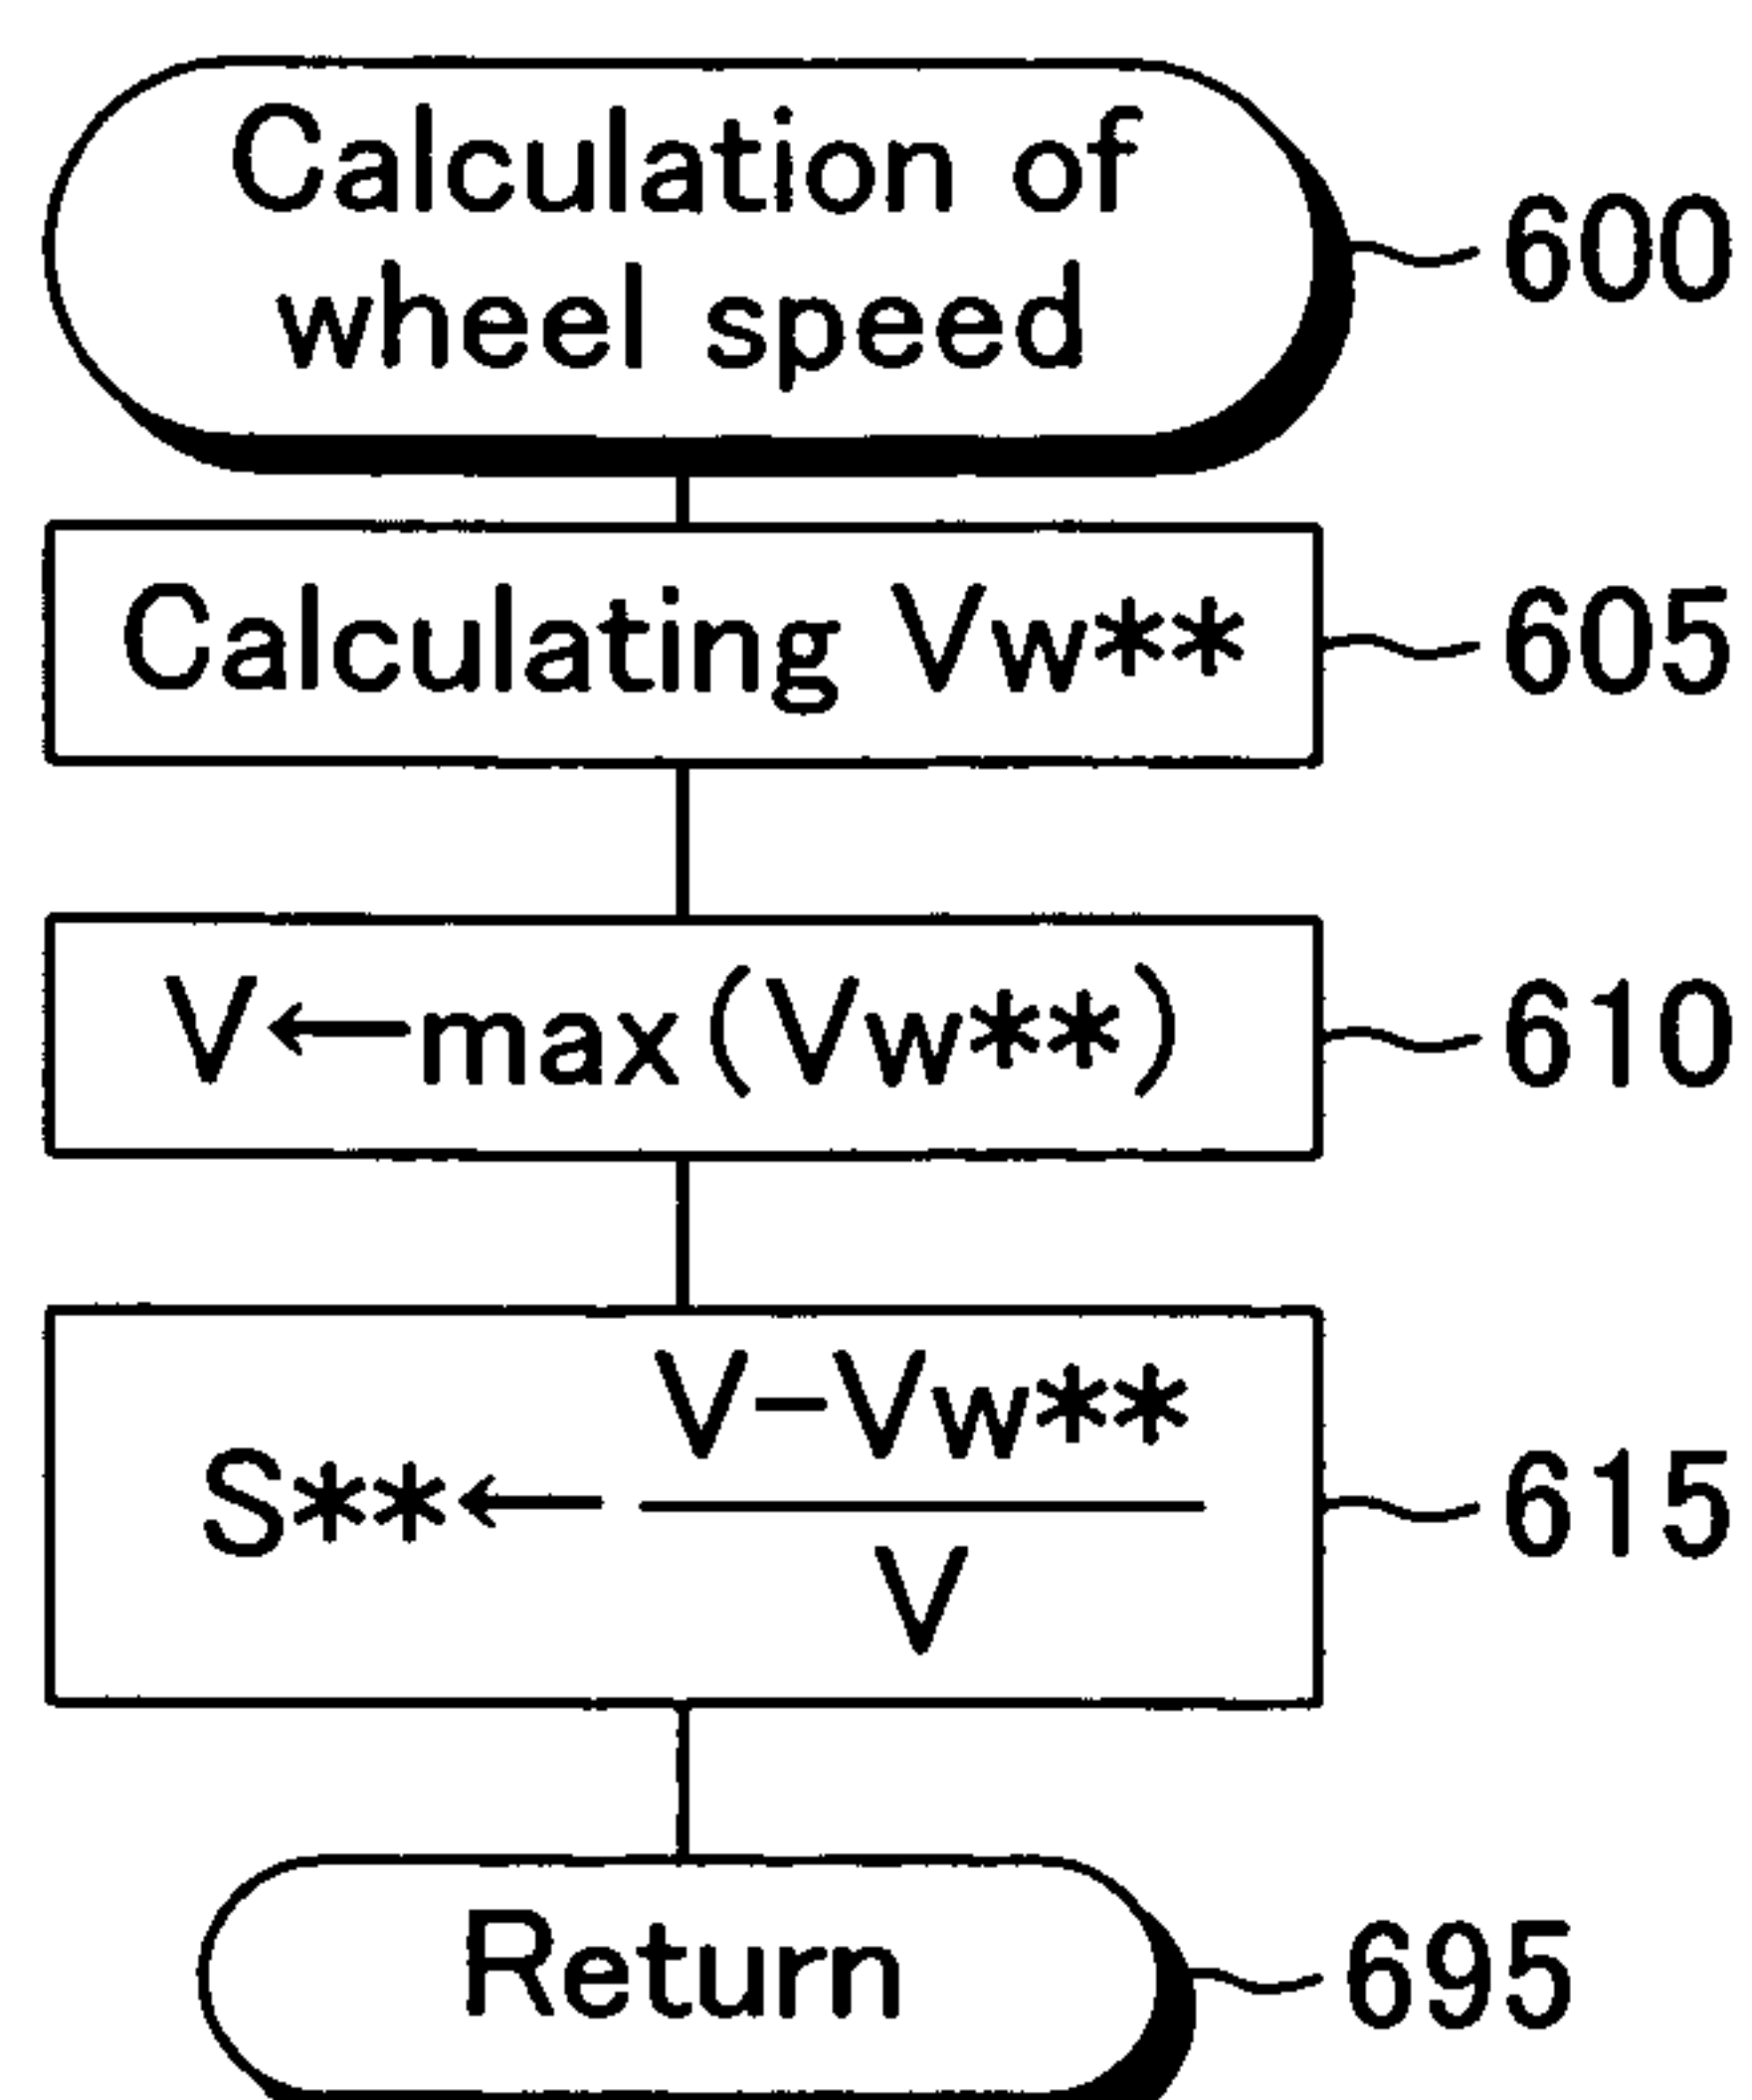 Calculation of
wheel speed
600
Calculating Vw**
605
V←max(Vw**)
610
V−Vw**
S**←
V
615
Return
695